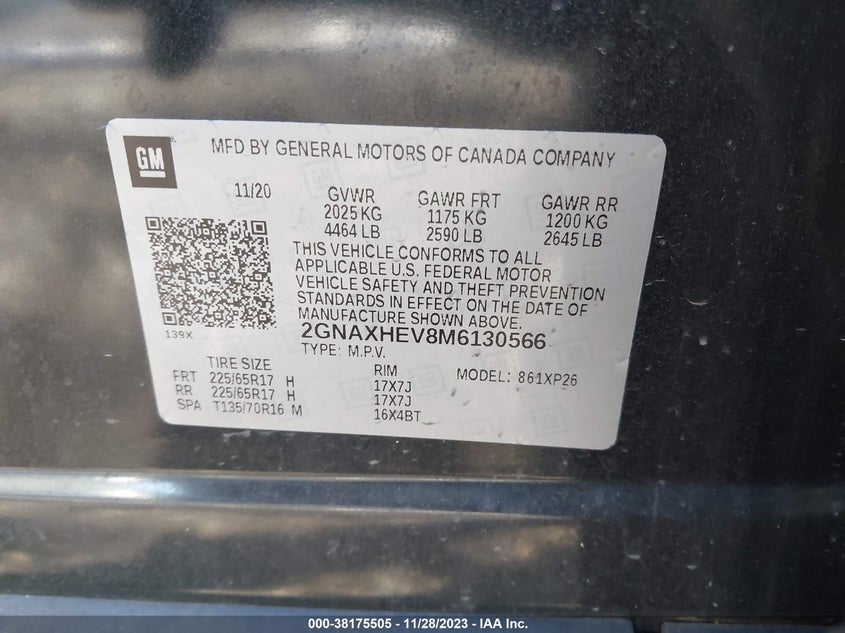 GM
MFD BY GENERAL MOTORS OF CANADA COMPANY
11/20 GVWR GAWR FRT GAWR RR
2025 KG 1175 KG 1200 KG
4464 LB 2590 LB 2645 LB
THIS VEHICLE CONFORMS TO ALL
APPLICABLE U.S. FEDERAL MOTOR
VEHICLE SAFETY AND THEFT PREVENTION
STANDARDS IN EFFECT ON THE DATE OF
MANUFACTURE SHOWN ABOVE.
139X
2GNAXHEV8M6130566
TYPE: M.P.V.
TIRE SIZE RIM MODEL: 861XP26
FRT 225/65R17 H 17X7J
RR 225/65R17 H 17X7J
SPA T135/70R16 M 16X4BT
000-38175505 - 11/28/2023 - IAA Inc.